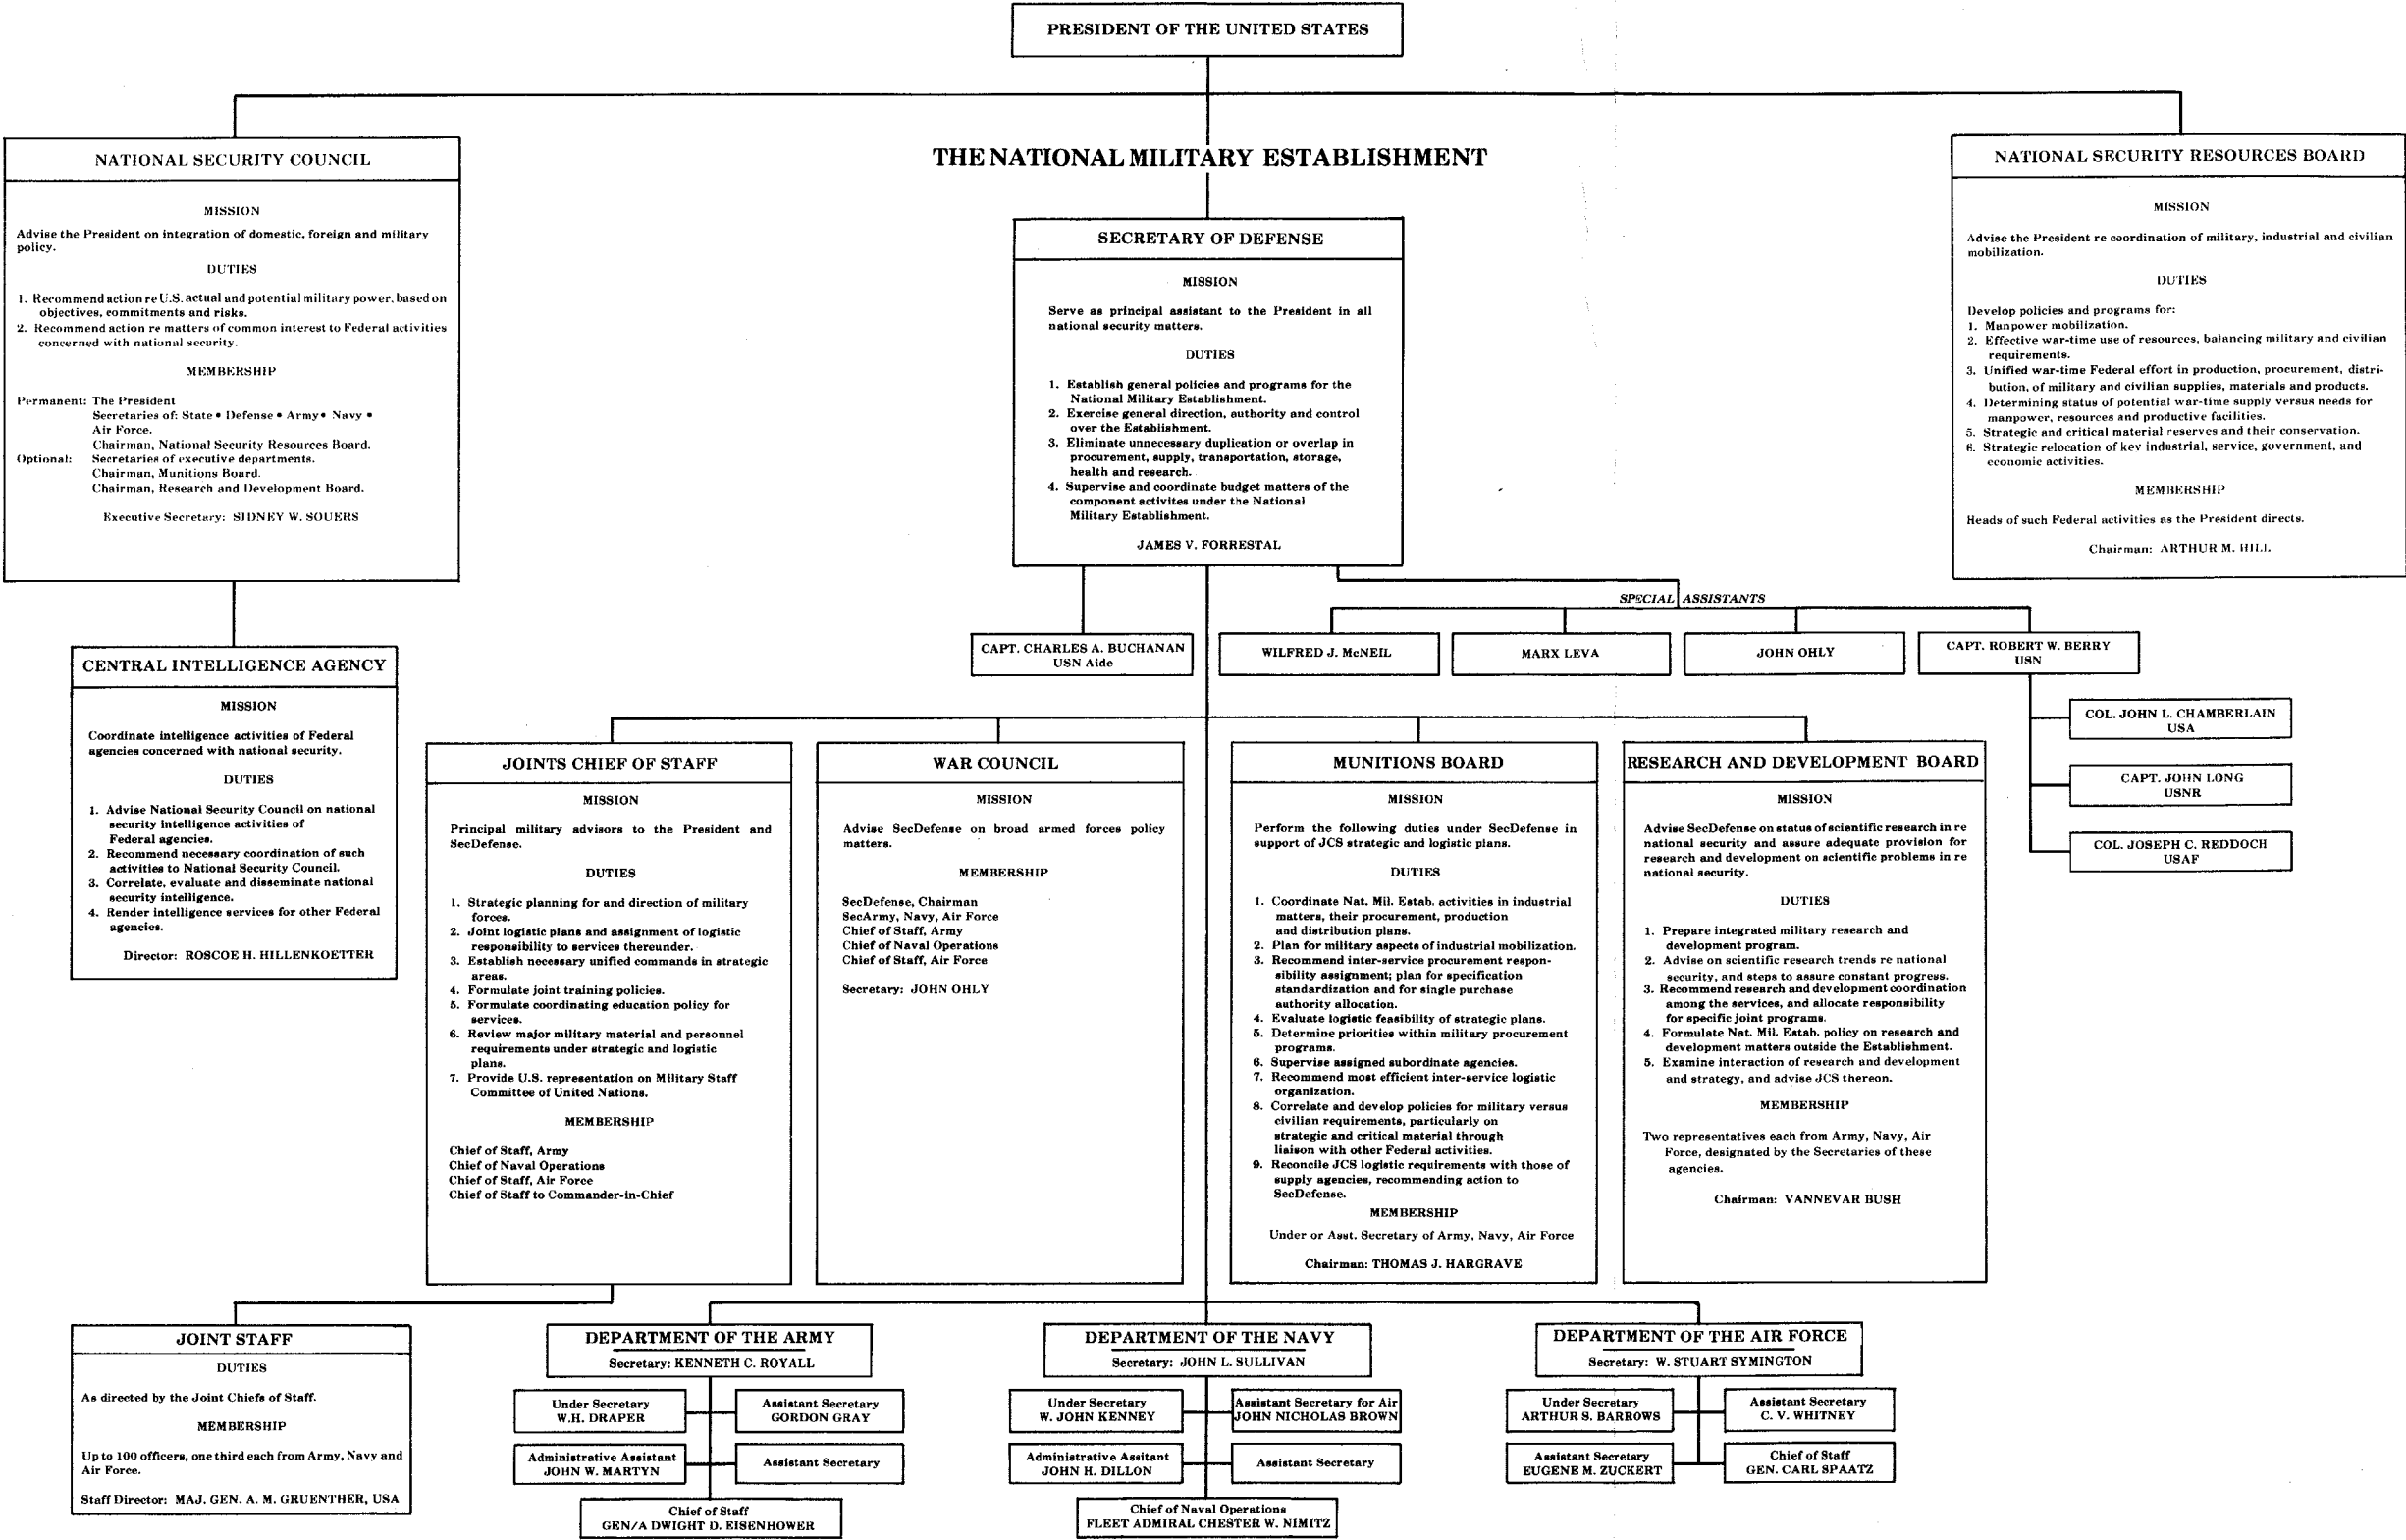 PRESIDENT OF THE UNITED STATES
NATIONAL SECURITY COUNCIL
MISSION
Advise the President on integration of domestic, foreign and military
policy.
DUTIES
1. Recommend action re U.S. actual and potential military power, based on
objectives, commitments and risks.
2. Recommend action re matters of common interest to Federal activities
concerned with national security.
MEMBERSHIP
Permanent: The President
Secretaries of: State • Defense • Army • Navy •
Air Force.
Chairman, National Security Resources Board.
Optional: Secretaries of executive departments.
Chairman, Munitions Board.
Chairman, Research and Development Board.
Executive Secretary: SIDNEY W. SOUERS
THE NATIONAL MILITARY ESTABLISHMENT
SECRETARY OF DEFENSE
MISSION
Serve as principal assistant to the President in all
national security matters.
DUTIES
1. Establish general policies and programs for the
National Military Establishment.
2. Exercise general direction, authority and control
over the Establishment.
3. Eliminate unnecessary duplication or overlap in
procurement, supply, transportation, storage,
health and research.
4. Supervise and coordinate budget matters of the
component activites under the National
Military Establishment.
JAMES V. FORRESTAL
NATIONAL SECURITY RESOURCES BOARD
MISSION
Advise the President re coordination of military, industrial and civilian
mobilization.
DUTIES
Develop policies and programs for:
1. Manpower mobilization.
2. Effective war-time use of resources, balancing military and civilian
requirements.
3. Unified war-time Federal effort in production, procurement, distri-
bution, of military and civilian supplies, materials and products.
4. Determining status of potential war-time supply versus needs for
manpower, resources and productive facilities.
5. Strategic and critical material reserves and their conservation.
6. Strategic relocation of key industrial, service, government, and
economic activities.
MEMBERSHIP
Heads of such Federal activities as the President directs.
Chairman: ARTHUR M. HILL
SPECIAL ASSISTANTS
CAPT. CHARLES A. BUCHANAN
USN Aide
WILFRED J. McNEIL
MARX LEVA
JOHN OHLY
CAPT. ROBERT W. BERRY
USN
COL. JOHN L. CHAMBERLAIN
USA
CAPT. JOHN LONG
USNR
COL. JOSEPH C. REDDOCH
USAF
CENTRAL INTELLIGENCE AGENCY
MISSION
Coordinate intelligence activities of Federal
agencies concerned with national security.
DUTIES
1. Advise National Security Council on national
security intelligence activities of
Federal agencies.
2. Recommend necessary coordination of such
activities to National Security Council.
3. Correlate, evaluate and disseminate national
security intelligence.
4. Render intelligence services for other Federal
agencies.
Director: ROSCOE H. HILLENKOETTER
JOINTS CHIEF OF STAFF
MISSION
Principal military advisors to the President and
SecDefense.
DUTIES
1. Strategic planning for and direction of military
forces.
2. Joint logistic plans and assignment of logistic
responsibility to services thereunder.
3. Establish necessary unified commands in strategic
areas.
4. Formulate joint training policies.
5. Formulate coordinating education policy for
services.
6. Review major military material and personnel
requirements under strategic and logistic
plans.
7. Provide U.S. representation on Military Staff
Committee of United Nations.
MEMBERSHIP
Chief of Staff, Army
Chief of Naval Operations
Chief of Staff, Air Force
Chief of Staff to Commander-in-Chief
WAR COUNCIL
MISSION
Advise SecDefense on broad armed forces policy
matters.
MEMBERSHIP
SecDefense, Chairman
SecArmy, Navy, Air Force
Chief of Staff, Army
Chief of Naval Operations
Chief of Staff, Air Force
Secretary: JOHN OHLY
MUNITIONS BOARD
MISSION
Perform the following duties under SecDefense in
support of JCS strategic and logistic plans.
DUTIES
1. Coordinate Nat. Mil. Estab. activities in industrial
matters, their procurement, production
and distribution plans.
2. Plan for military aspects of industrial mobilization.
3. Recommend inter-service procurement respon-
sibility assignment; plan for specification
standardization and for single purchase
authority allocation.
4. Evaluate logistic feasibility of strategic plans.
5. Determine priorities within military procurement
programs.
6. Supervise assigned subordinate agencies.
7. Recommend most efficient inter-service logistic
organization.
8. Correlate and develop policies for military versus
civilian requirements, particularly on
strategic and critical material through
liaison with other Federal activities.
9. Reconcile JCS logistic requirements with those of
supply agencies, recommending action to
SecDefense.
MEMBERSHIP
Under or Asst. Secretary of Army, Navy, Air Force
Chairman: THOMAS J. HARGRAVE
RESEARCH AND DEVELOPMENT BOARD
MISSION
Advise SecDefense on status of scientific research in re
national security and assure adequate provision for
research and development on scientific problems in re
national security.
DUTIES
1. Prepare integrated military research and
development program.
2. Advise on scientific research trends re national
security, and steps to assure constant progress.
3. Recommend research and development coordination
among the services, and allocate responsibility
for specific joint programs.
4. Formulate Nat. Mil. Estab. policy on research and
development matters outside the Establishment.
5. Examine interaction of research and development
and strategy, and advise JCS thereon.
MEMBERSHIP
Two representatives each from Army, Navy, Air
Force, designated by the Secretaries of these
agencies.
Chairman: VANNEVAR BUSH
JOINT STAFF
DUTIES
As directed by the Joint Chiefs of Staff.
MEMBERSHIP
Up to 100 officers, one third each from Army, Navy and
Air Force.
Staff Director: MAJ. GEN. A. M. GRUENTHER, USA
DEPARTMENT OF THE ARMY
Secretary: KENNETH C. ROYALL
Under Secretary
W.H. DRAPER
Assistant Secretary
GORDON GRAY
Administrative Assistant
JOHN W. MARTYN
Assistant Secretary
Chief of Staff
GEN/A DWIGHT D. EISENHOWER
DEPARTMENT OF THE NAVY
Secretary: JOHN L. SULLIVAN
Under Secretary
W. JOHN KENNEY
Assistant Secretary for Air
JOHN NICHOLAS BROWN
Administrative Assitant
JOHN H. DILLON
Assistant Secretary
Chief of Naval Operations
FLEET ADMIRAL CHESTER W. NIMITZ
DEPARTMENT OF THE AIR FORCE
Secretary: W. STUART SYMINGTON
Under Secretary
ARTHUR S. BARROWS
Assistant Secretary
C. V. WHITNEY
Assistant Secretary
EUGENE M. ZUCKERT
Chief of Staff
GEN. CARL SPAATZ